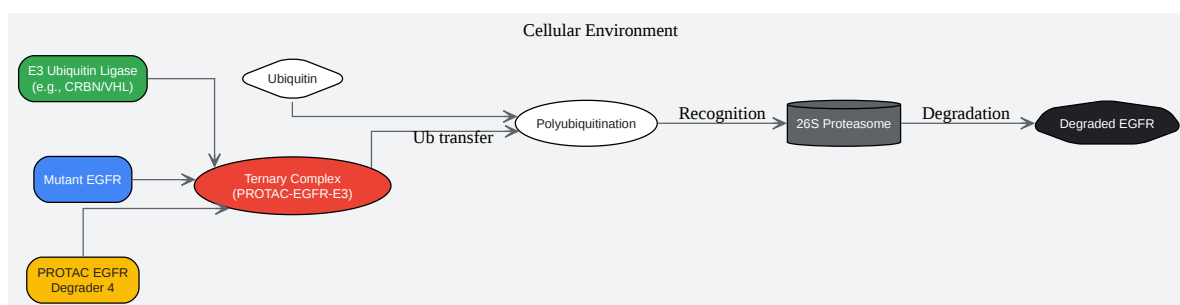 Cellular Environment
E3 Ubiquitin Ligase
(e.g., CRBN/VHL)
Ubiquitin
Polyubiquitination
Recognition
26S Proteasome
Degradation
Degraded EGFR
Ub transfer
Mutant EGFR
Ternary Complex
(PROTAC-EGFR-E3)
PROTAC EGFR
Degrader 4